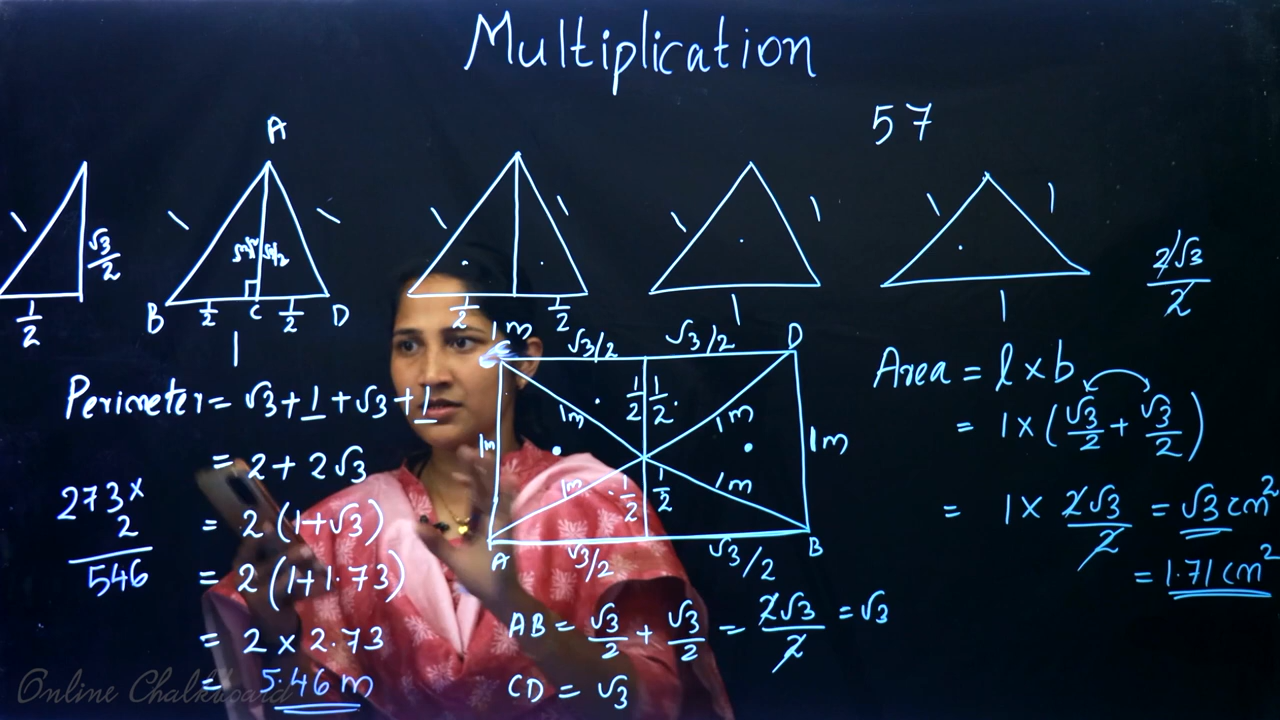 Multiplication
57
A
√3/2
1/2
√3/2
B 1/2 C 1/2 D
1
1/2 1/2
1
1
1
1
2√3/2
1m √3/2 √3/2 D
1/2 1/2
1m 1m
1m 1m
1m 1m
1/2 1/2
A √3/2 √3/2 B
Perimeter = √3 + 1 + √3 + 1
= 2 + 2√3
= 2 (1+√3)
= 2 (1+1.73)
= 2 × 2.73
= 5.46 m
273×
2
546
AB = √3/2 + √3/2 = 2√3/2 = √3
CD = √3
Area = l × b
= 1 × (√3/2 + √3/2)
= 1 × 2√3/2 = √3 cm²
= 1.71 cm²
Online Chalkboard